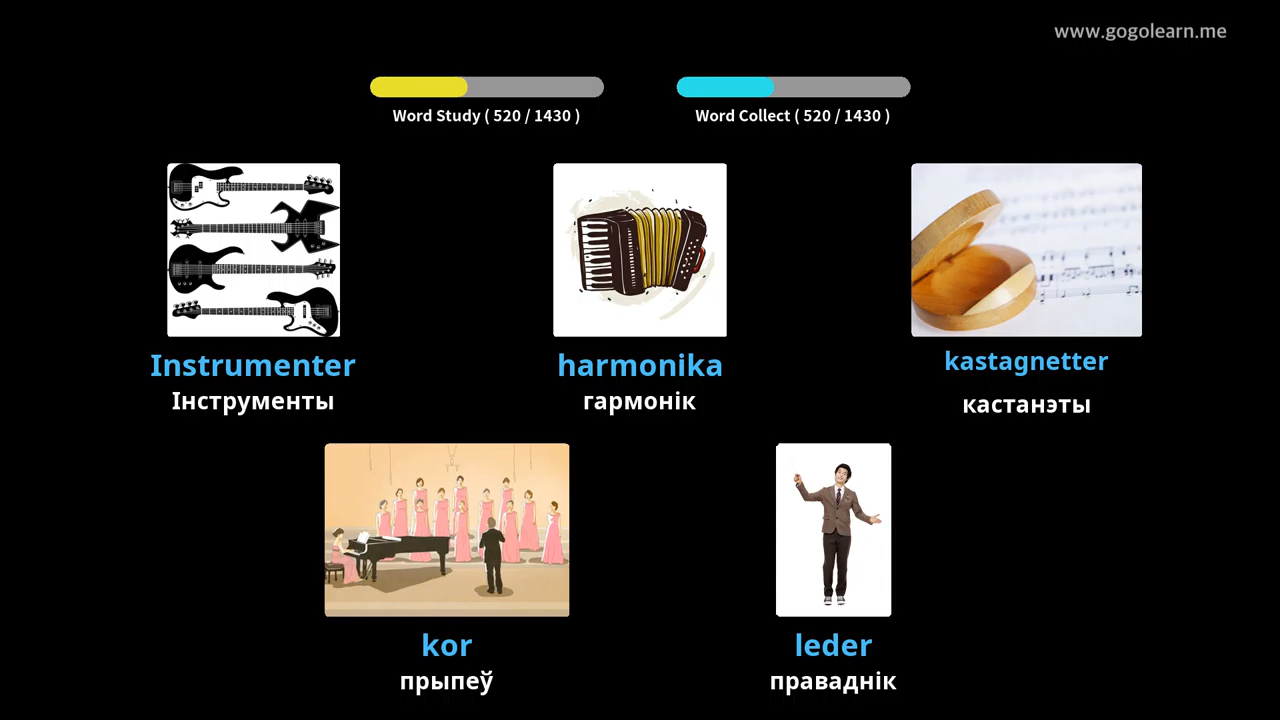 www.gogolearn.me
Word Study ( 520 / 1430 )
Word Collect ( 520 / 1430 )
Instrumenter
Інструменты
harmonika
гармонік
kastagnetter
кастанэты
kor
прыпеў
leder
праваднік